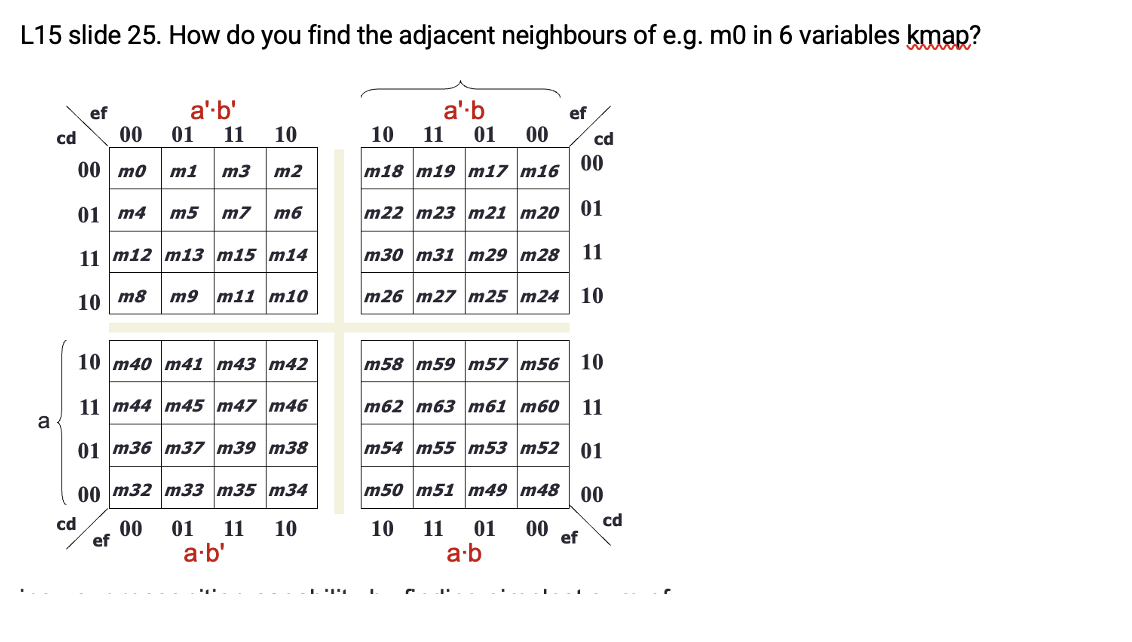 L15 slide 25. How do you find the adjacent neighbours of e.g. m0 in 6 variables kmap?
ef a'·b' a'·b ef
cd 00 01 11 10 10 11 01 00 cd
00 m0 m1 m3 m2 m18 m19 m17 m16 00
01 m4 m5 m7 m6 m22 m23 m21 m20 01
11 m12 m13 m15 m14 m30 m31 m29 m28 11
10 m8 m9 m11 m10 m26 m27 m25 m24 10
10 m40 m41 m43 m42 m58 m59 m57 m56 10
a 11 m44 m45 m47 m46 m62 m63 m61 m60 11
01 m36 m37 m39 m38 m54 m55 m53 m52 01
00 m32 m33 m35 m34 m50 m51 m49 m48 00
cd ef 00 01 11 10 10 11 01 00 ef cd
a·b' a·b